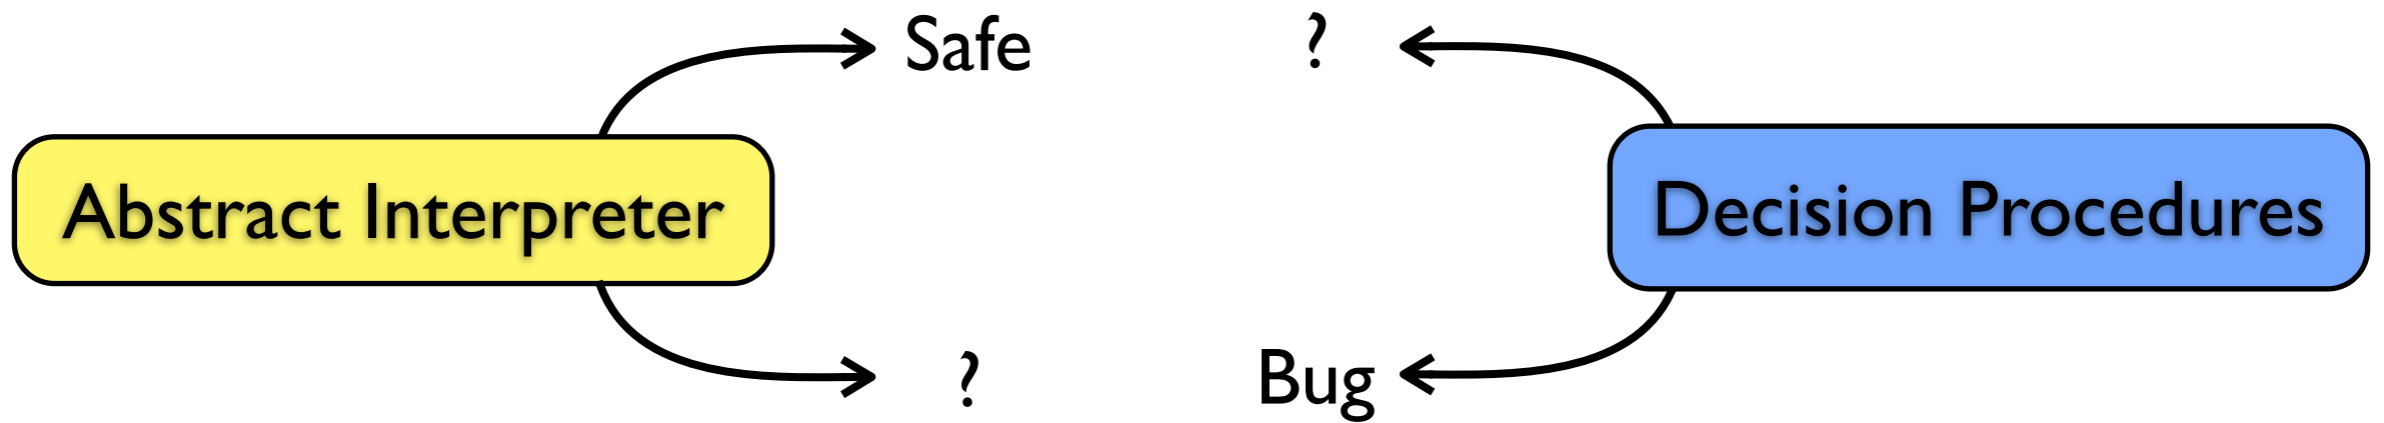 Safe
?
Abstract Interpreter
Decision Procedures
?
Bug